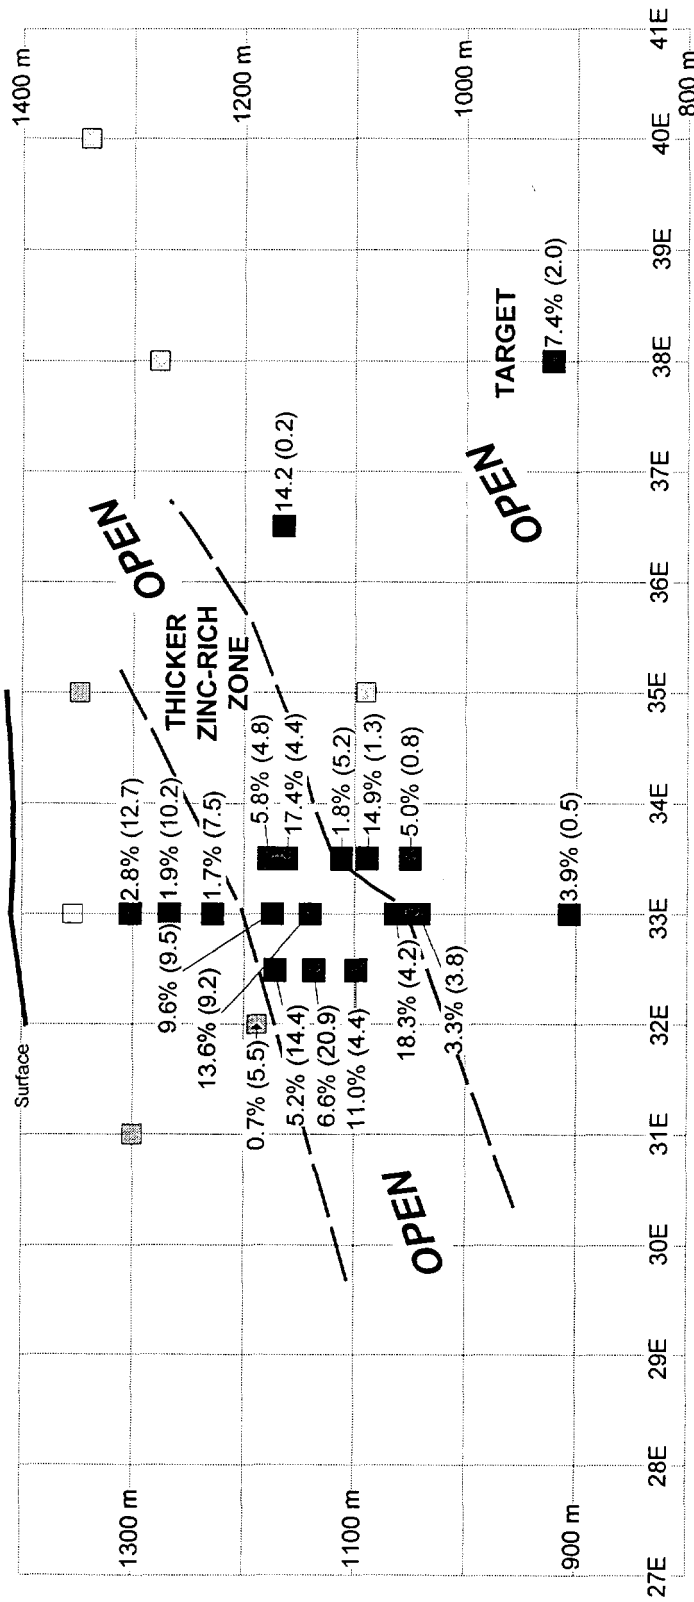 Surface
1400 m
1300 m
1200 m
1100 m
1000 m
900 m
800 m
2.8% (12.7)
1.9% (10.2)
1.7% (7.5)
9.6% (9.5)
13.6% (9.2)
0.7% (5.5)
5.2% (14.4)
6.6% (20.9)
11.0% (4.4)
5.8% (4.8)
17.4% (4.4)
1.8% (5.2)
14.9% (1.3)
5.0% (0.8)
18.3% (4.2)
3.3% (3.8)
3.9% (0.5)
14.2 (0.2)
7.4% (2.0)
THICKER
ZINC-RICH
ZONE
OPEN
OPEN
OPEN
TARGET
27E
28E
29E
30E
31E
32E
33E
34E
35E
36E
37E
38E
39E
40E
41E